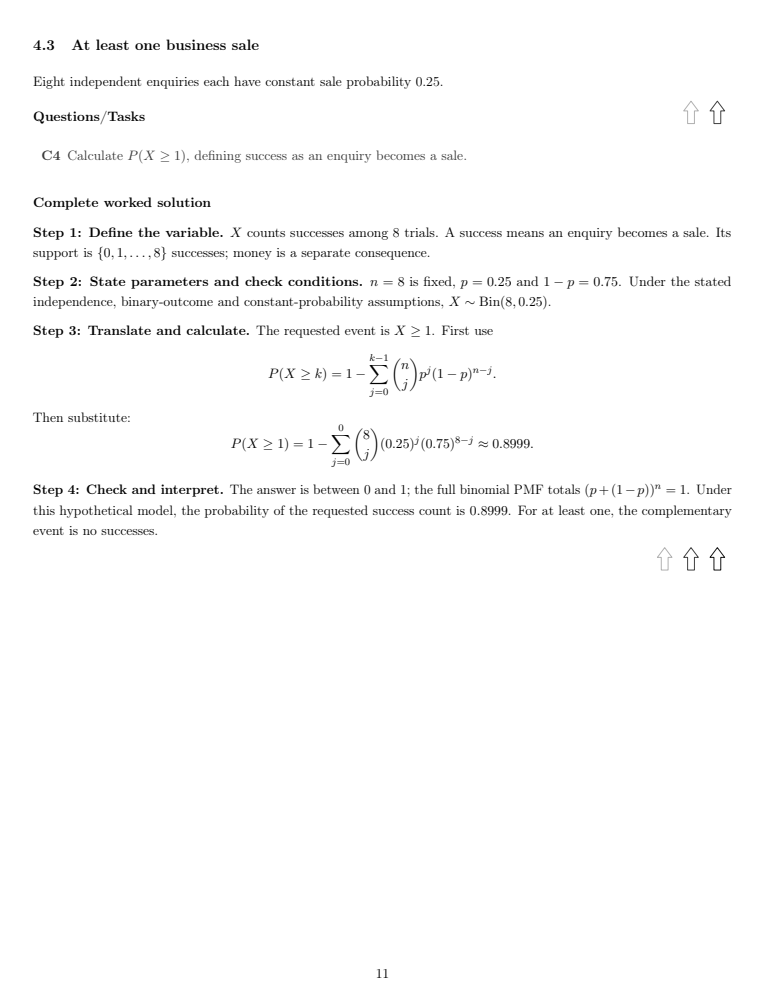 4.3 At least one business sale
Eight independent enquiries each have constant sale probability 0.25.
Questions/Tasks
⇧ ⇧
C4 Calculate P(X ≥ 1), defining success as an enquiry becomes a sale.
Complete worked solution
Step 1: Define the variable. X counts successes among 8 trials. A success means an enquiry becomes a sale. Its
support is {0, 1, . . . , 8} successes; money is a separate consequence.
Step 2: State parameters and check conditions. n = 8 is fixed, p = 0.25 and 1 − p = 0.75. Under the stated
independence, binary-outcome and constant-probability assumptions, X ∼ Bin(8, 0.25).
Step 3: Translate and calculate. The requested event is X ≥ 1. First use
P(X ≥ k) = 1 − ∑_{j=0}^{k−1} \binom{n}{j} p^j (1 − p)^{n−j}.
Then substitute:
P(X ≥ 1) = 1 − ∑_{j=0}^{0} \binom{8}{j} (0.25)^j (0.75)^{8−j} ≈ 0.8999.
Step 4: Check and interpret. The answer is between 0 and 1; the full binomial PMF totals (p+(1−p))^n = 1. Under
this hypothetical model, the probability of the requested success count is 0.8999. For at least one, the complementary
event is no successes.
⇧ ⇧ ⇧
11